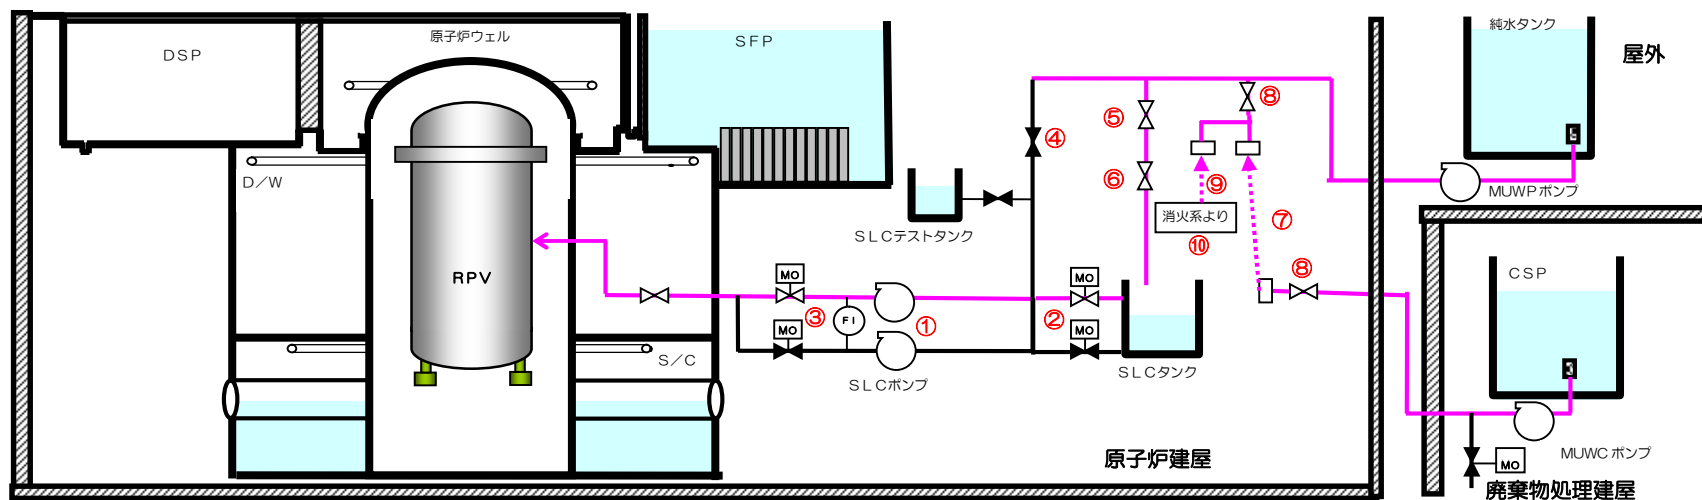 原子炉ウェル
DSP
SFP
D/W
RPV
S/C
純水タンク
屋外
⑧
⑤
④
⑥
⑨
消火系より
⑩
⑦
MUWPポンプ
SLCテストタンク
MO
MO
⑧
CSP
③
FI
①
②
MO
MO
SLCポンプ
SLCタンク
原子炉建屋
MUWCポンプ
MO
廃棄物処理建屋